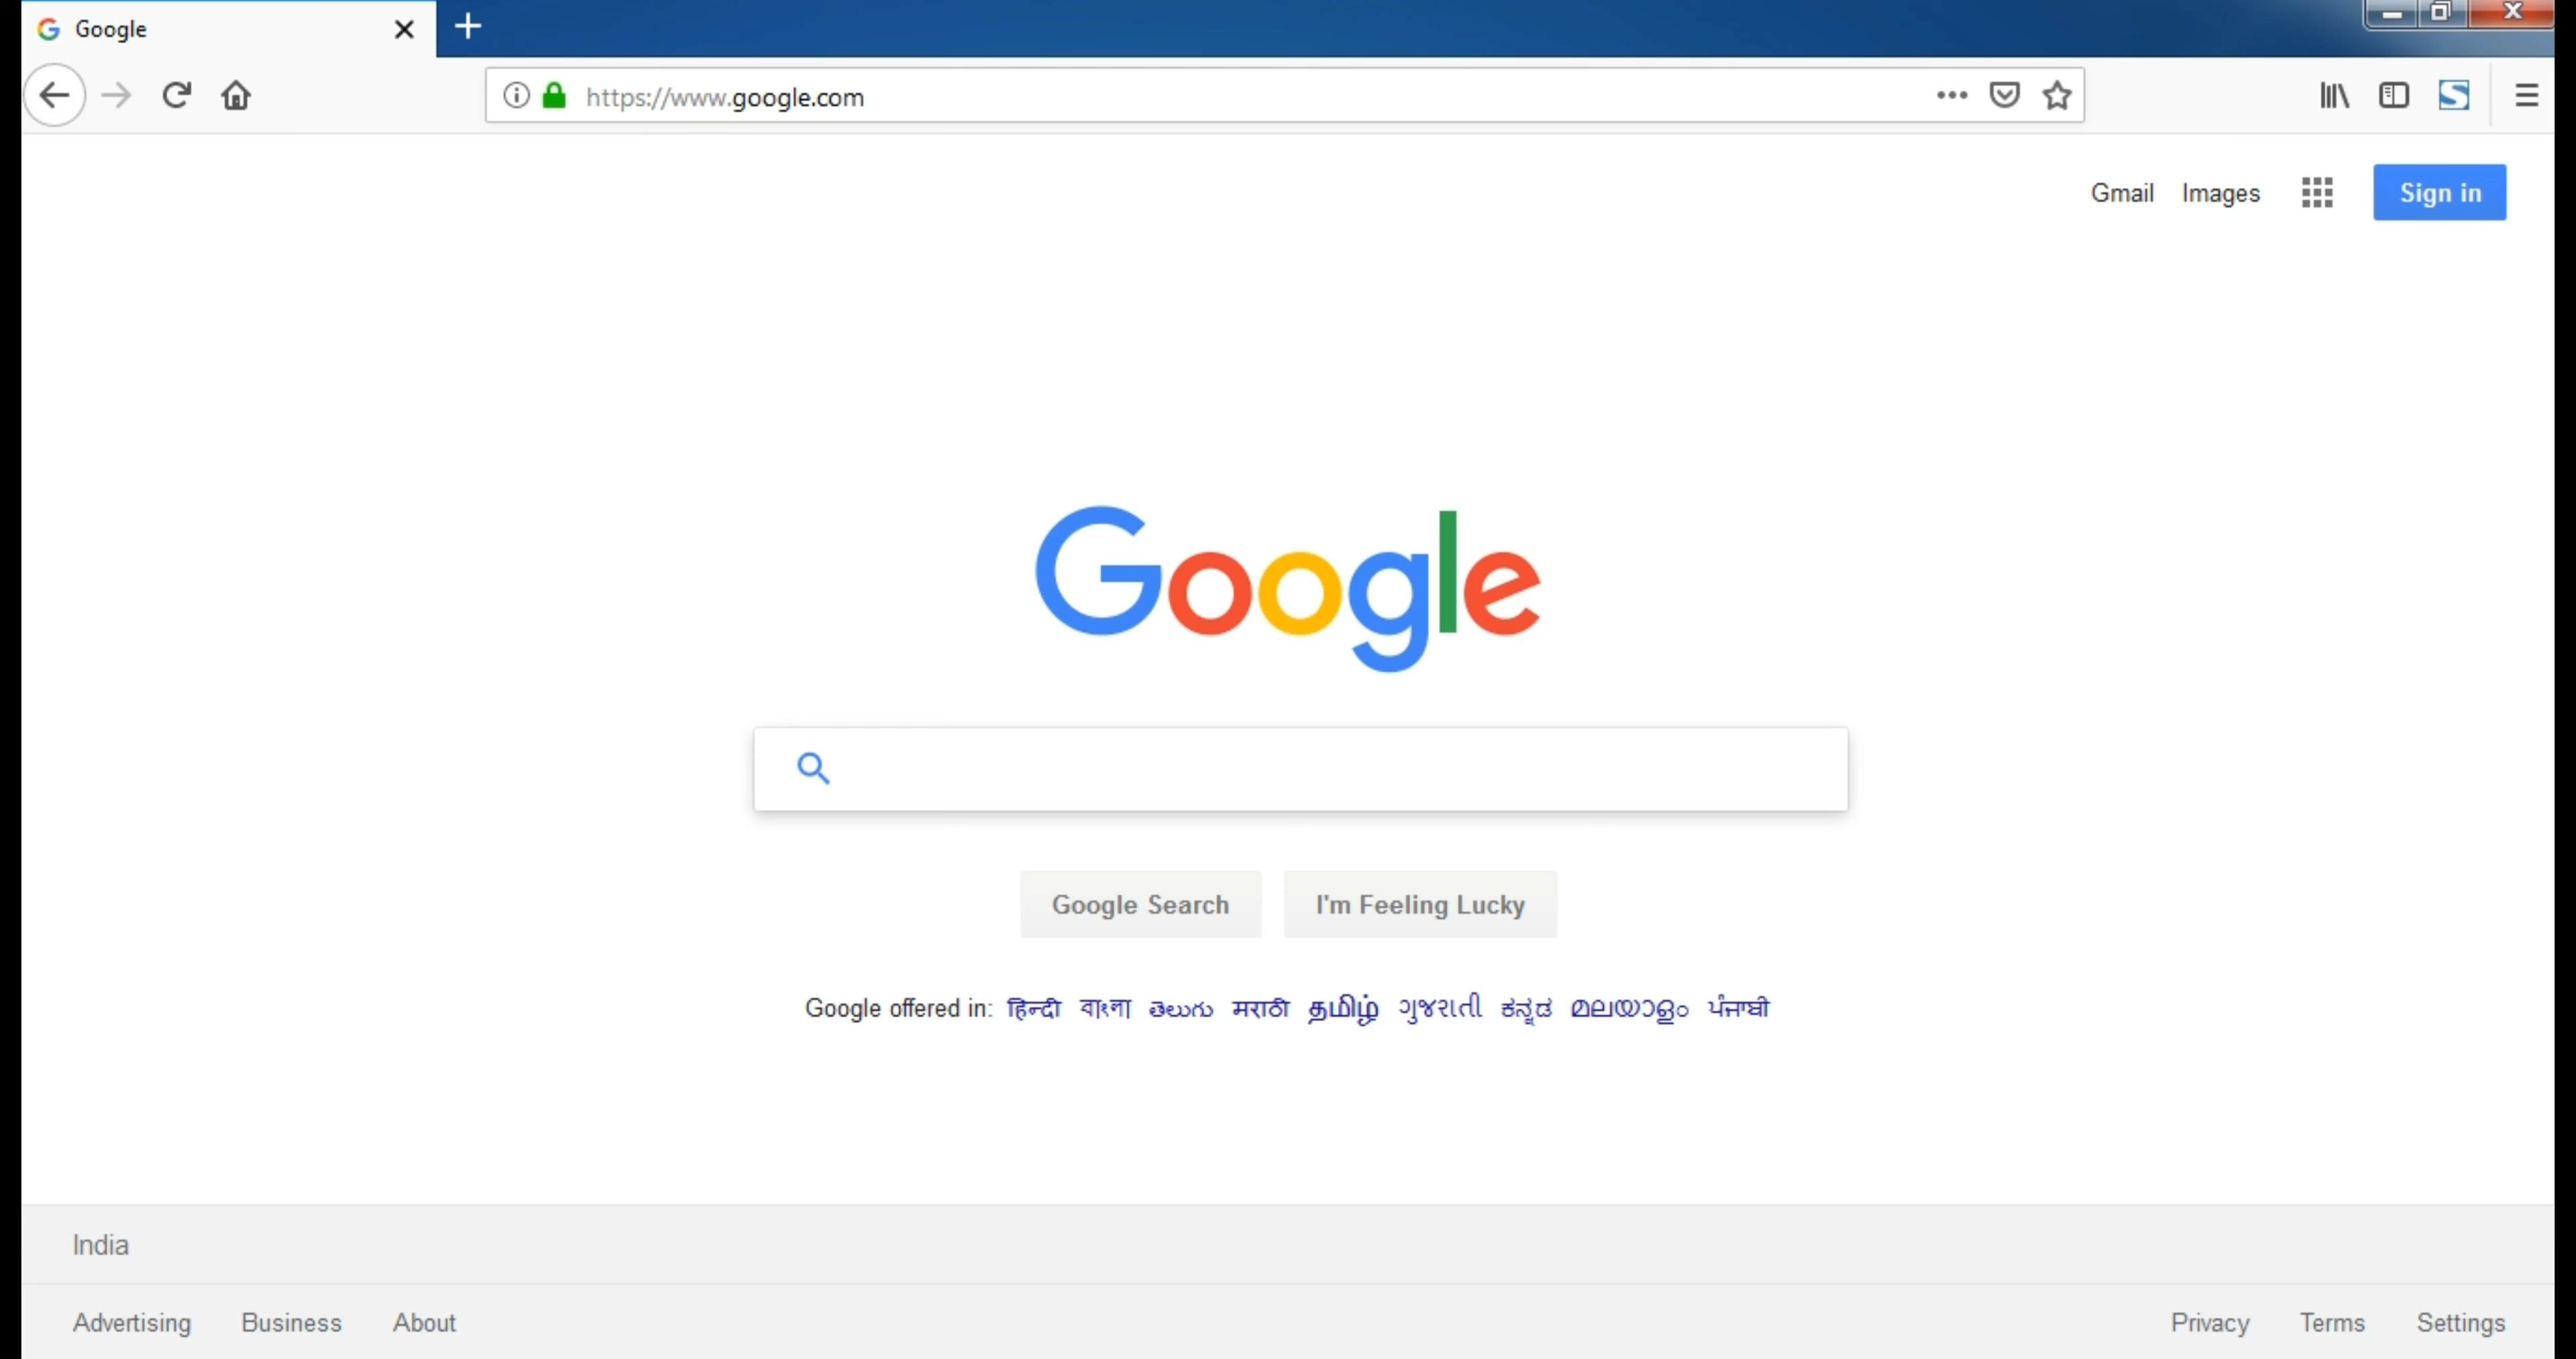 Google
https://www.google.com
Gmail Images Sign in
Google
Google Search I'm Feeling Lucky
Google offered in: हिन्दी বাংলা తెలుగు मराठी தமிழ் ગુજરાતી ಕನ್ನಡ മലയാളം ਪੰਜਾਬੀ
India
Advertising Business About Privacy Terms Settings